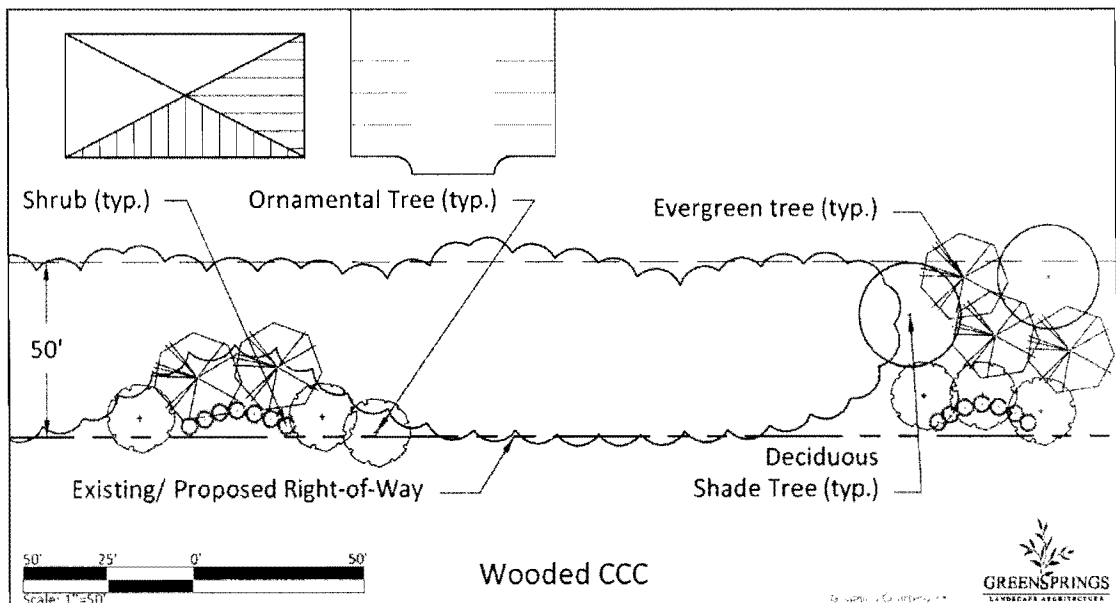 Shrub (typ.)
Ornamental Tree (typ.)
Evergreen tree (typ.)
50'
Existing/ Proposed Right-of-Way
Deciduous
Shade Tree (typ.)
50' 25' 0' 50'
Scale: 1"=50'
Wooded CCC
GREENSPRINGS
LANDSCAPE ARCHITECTURE